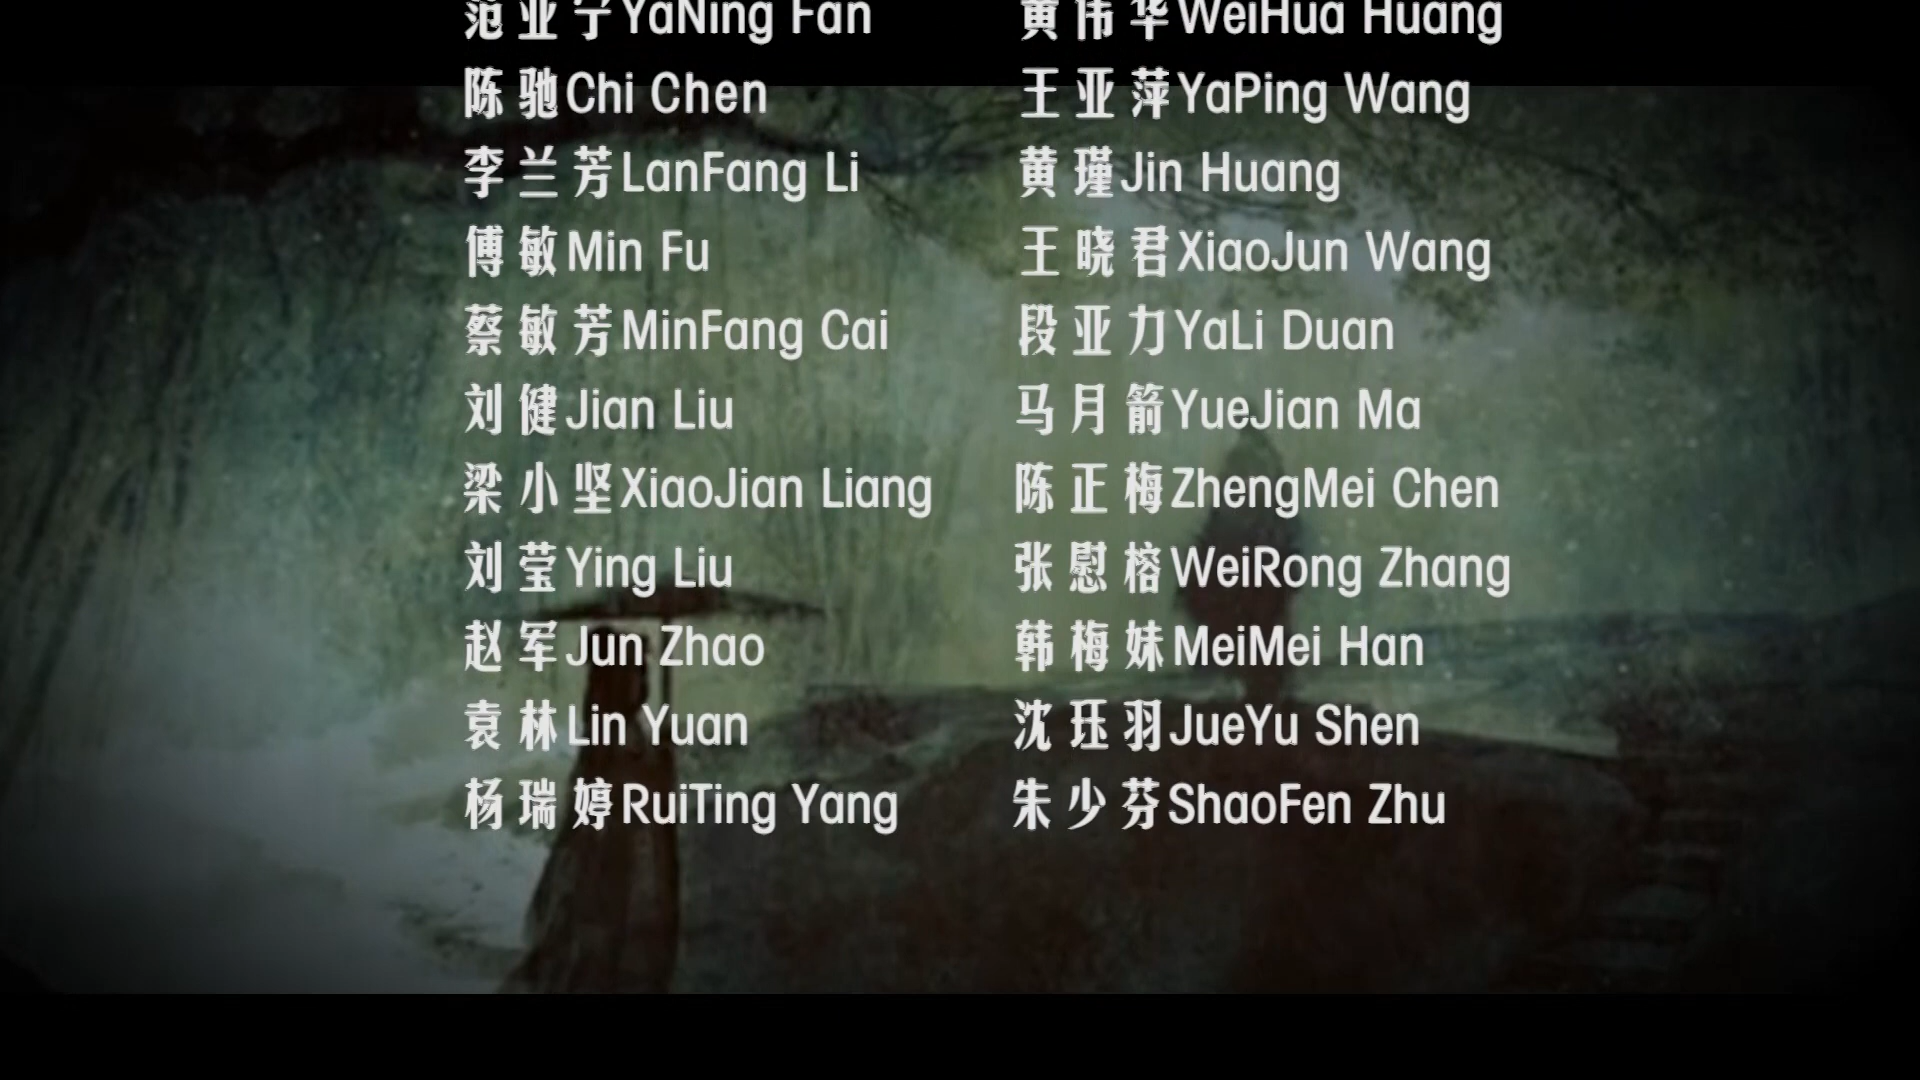 范亚宁YaNing Fan 黄伟华WeiHua Huang
陈驰Chi Chen 王亚萍YaPing Wang
李兰芳LanFang Li 黄瑾Jin Huang
傅敏Min Fu 王晓君XiaoJun Wang
蔡敏芳MinFang Cai 段亚力YaLi Duan
刘健Jian Liu 马月箭YueJian Ma
梁小坚XiaoJian Liang 陈正梅ZhengMei Chen
刘莹Ying Liu 张慰榕WeiRong Zhang
赵军Jun Zhao 韩梅妹MeiMei Han
袁林Lin Yuan 沈珏羽JueYu Shen
杨瑞婷RuiTing Yang 朱少芬ShaoFen Zhu